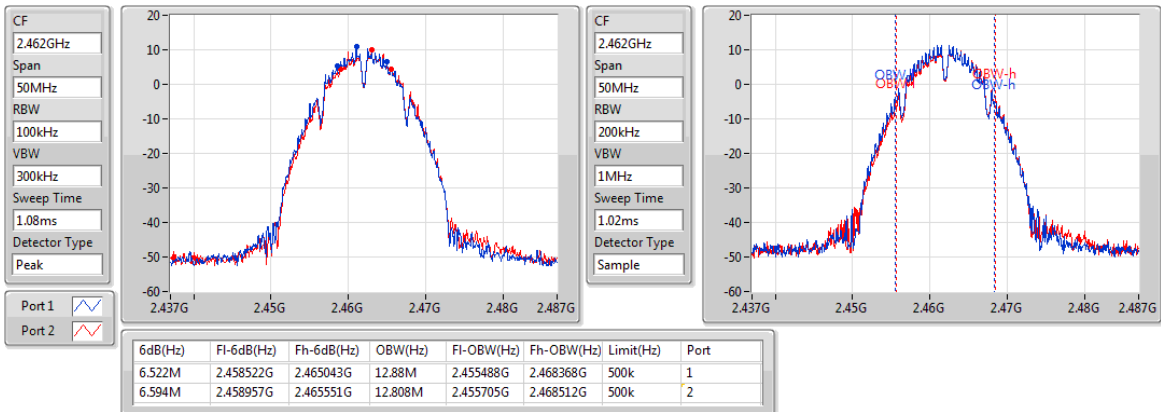 CF
2.462GHz
Span
50MHz
RBW
100kHz
VBW
300kHz
Sweep Time
1.08ms
Detector Type
Peak
Port 1
Port 2
20
10
0
-10
-20
-30
-40
-50
-60
2.437G 2.45G 2.46G 2.47G 2.48G 2.487G
CF
2.462GHz
Span
50MHz
RBW
200kHz
VBW
1MHz
Sweep Time
1.02ms
Detector Type
Sample
20
10
0
-10
-20
-30
-40
-50
-60
OBW-h
OBW-h
2.437G 2.45G 2.46G 2.47G 2.48G 2.487G
6dB(Hz) Fl-6dB(Hz) Fh-6dB(Hz) OBW(Hz) Fl-OBW(Hz) Fh-OBW(Hz) Limit(Hz) Port
6.522M 2.458522G 2.465043G 12.88M 2.455488G 2.468368G 500k 1
6.594M 2.458957G 2.465551G 12.808M 2.455705G 2.468512G 500k 2